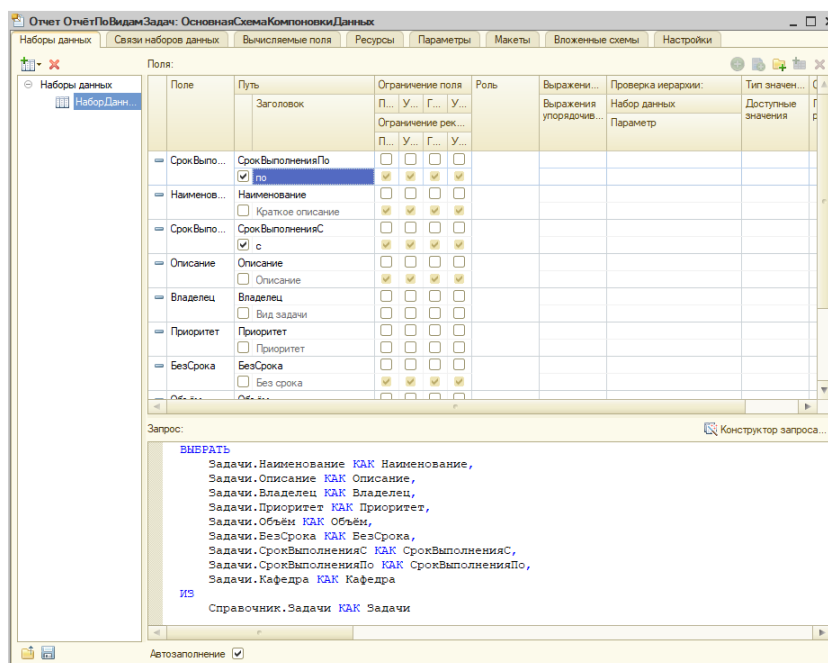 Отчет ОтчётПоВидамЗадач: ОсновнаяСхемаКомпоновкиДанных
Наборы данных Связи наборов данных Вычисляемые поля Ресурсы Параметры Макеты Вложенные схемы Настройки
Поля:
Наборы данных
НаборДанн...
Поле Путь Ограничение поля Роль Выражени... Проверка иерархии: Тип значен...
Заголовок П... У... Г... У... Выражения упорядочив... Набор данных Доступные значения
Ограничение рек... Параметр
П... У... Г... У...
СрокВыпо... СрокВыполненияПо
по
Наименов... Наименование
Краткое описание
СрокВыпо... СрокВыполненияС
с
Описание Описание
Описание
Владелец Владелец
Вид задачи
Приоритет Приоритет
Приоритет
БезСрока БезСрока
Без срока
Запрос:
Конструктор запроса...
ВЫБРАТЬ
Задачи.Наименование КАК Наименование,
Задачи.Описание КАК Описание,
Задачи.Владелец КАК Владелец,
Задачи.Приоритет КАК Приоритет,
Задачи.Объём КАК Объём,
Задачи.БезСрока КАК БезСрока,
Задачи.СрокВыполненияС КАК СрокВыполненияС,
Задачи.СрокВыполненияПо КАК СрокВыполненияПо,
Задачи.Кафедра КАК Кафедра
ИЗ
Справочник.Задачи КАК Задачи
Автозаполнение